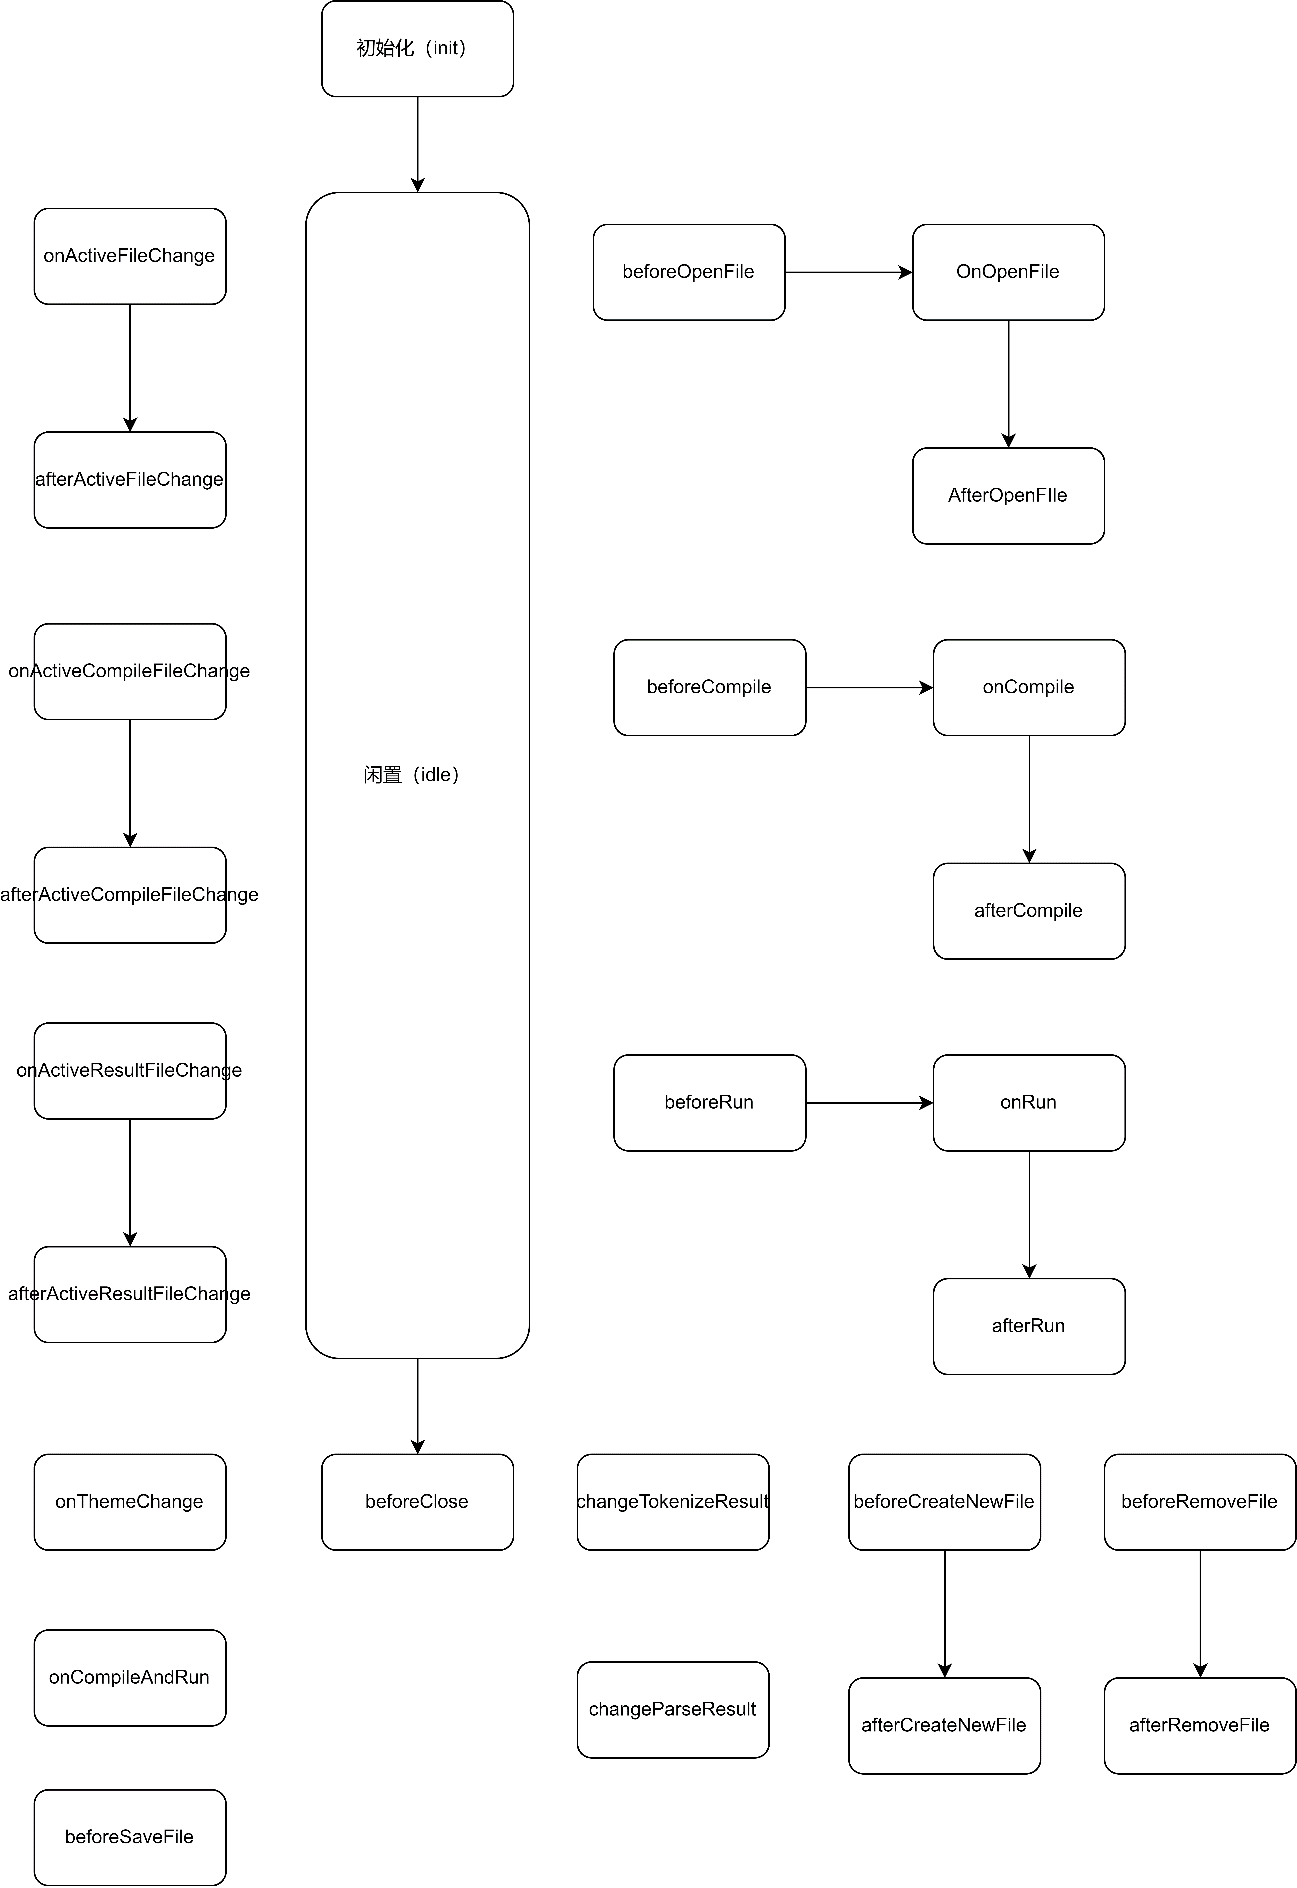 初始化（init）
onActiveFileChange
beforeOpenFile
OnOpenFile
afterActiveFileChange
AfterOpenFIle
onActiveCompileFileChange
beforeCompile
onCompile
闲置（idle）
afterActiveCompileFileChange
afterCompile
onActiveResultFileChange
beforeRun
onRun
afterActiveResultFileChange
afterRun
onThemeChange
beforeClose
changeTokenizeResult
beforeCreateNewFile
beforeRemoveFile
onCompileAndRun
changeParseResult
afterCreateNewFile
afterRemoveFile
beforeSaveFile